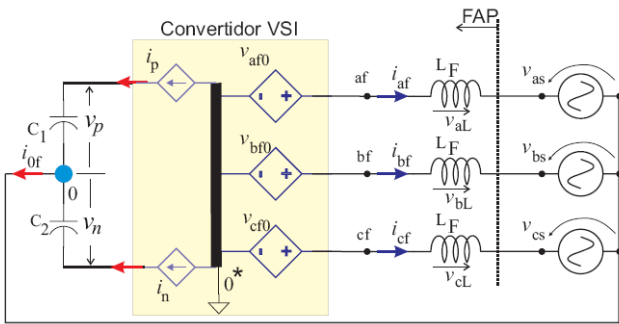 Convertidor VSI
FAP
i_p
v_af0
af
i_af
L_F
v_as
v_aL
C_1
v_p
i_0f
v_bf0
bf
i_bf
L_F
v_bs
v_bL
0
C_2
v_n
v_cf0
cf
i_cf
L_F
v_cs
v_cL
i_n
0*
- +
- +
- +